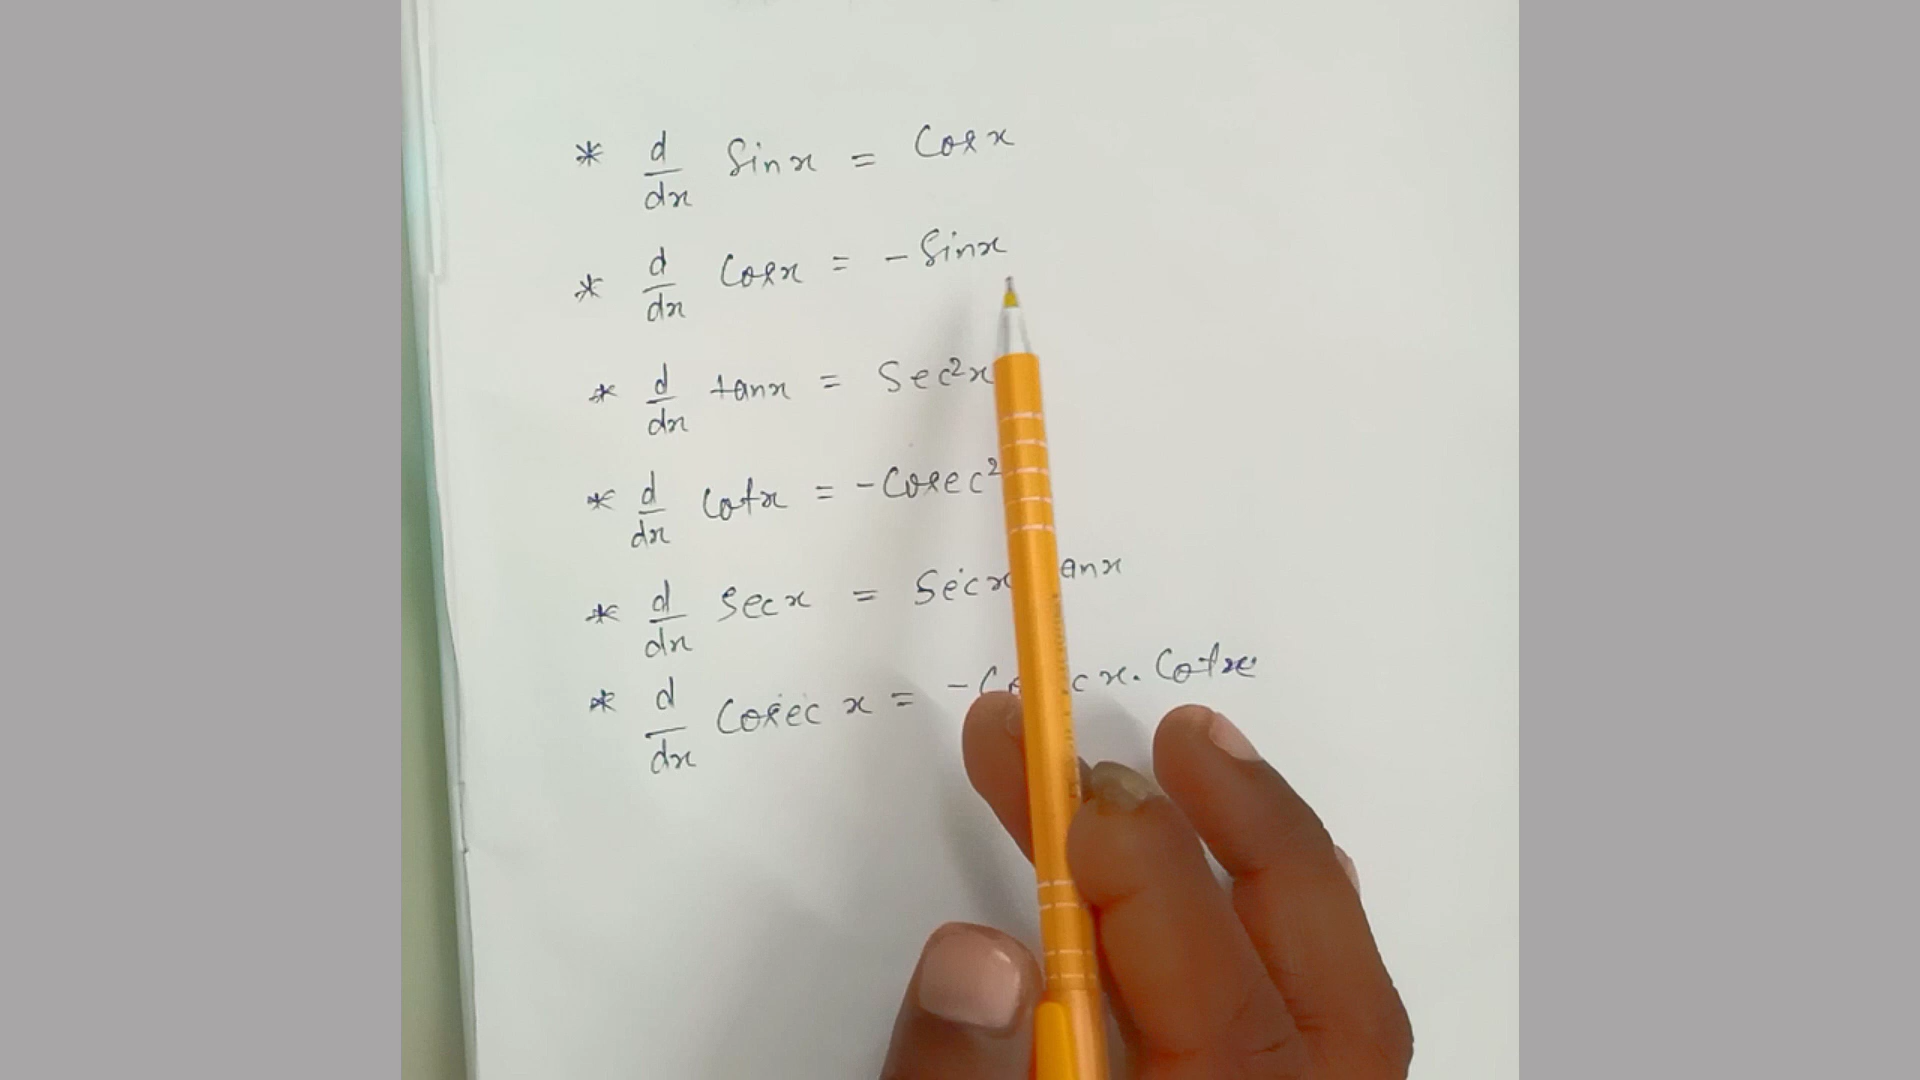 * d/dx Sinx = Cosx
* d/dx Cosx = - Sinx
* d/dx tanx = Sec²x
* d/dx Cotx = - Cosec²
* d/dx Secx = Secx anx
* d/dx Cosec x = - Co c x . Cotx